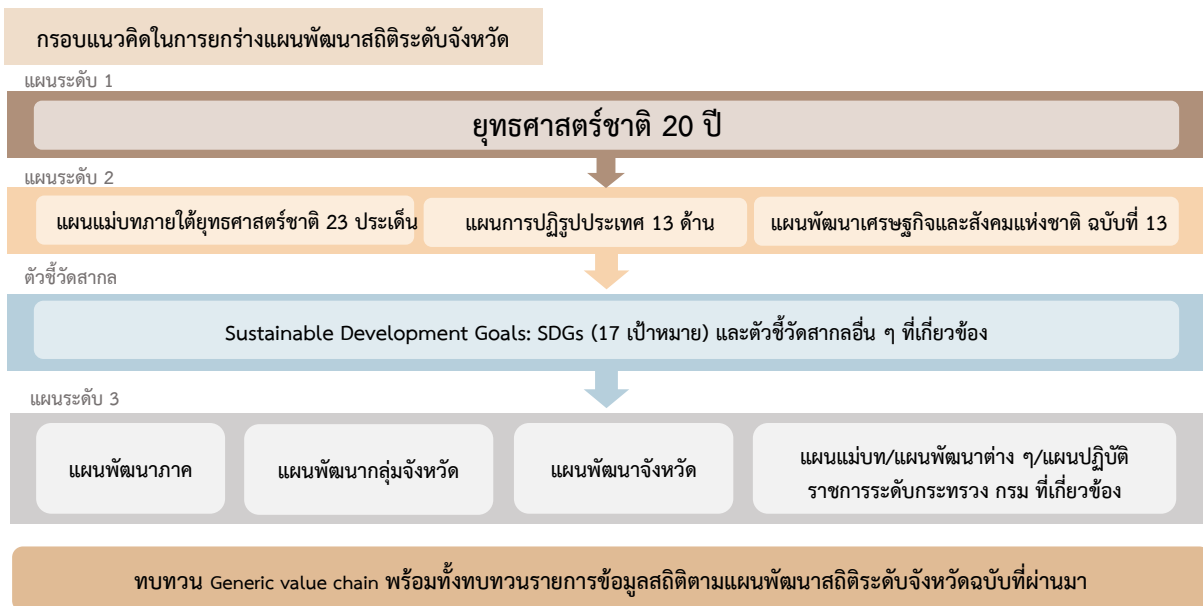 กรอบแนวคิดในการยกร่างแผนพัฒนาสถิติระดับจังหวัด
แผนระดับ 1
ยุทธศาสตร์ชาติ 20 ปี
แผนระดับ 2
แผนแม่บทภายใต้ยุทธศาสตร์ชาติ 23 ประเด็น
แผนการปฏิรูปประเทศ 13 ด้าน
แผนพัฒนาเศรษฐกิจและสังคมแห่งชาติ ฉบับที่ 13
ตัวชี้วัดสากล
Sustainable Development Goals: SDGs (17 เป้าหมาย) และตัวชี้วัดสากลอื่น ๆ ที่เกี่ยวข้อง
แผนระดับ 3
แผนพัฒนาภาค
แผนพัฒนากลุ่มจังหวัด
แผนพัฒนาจังหวัด
แผนแม่บท/แผนพัฒนาต่าง ๆ/แผนปฏิบัติ
ราชการระดับกระทรวง กรม ที่เกี่ยวข้อง
ทบทวน Generic value chain พร้อมทั้งทบทวนรายการข้อมูลสถิติตามแผนพัฒนาสถิติระดับจังหวัดฉบับที่ผ่านมา